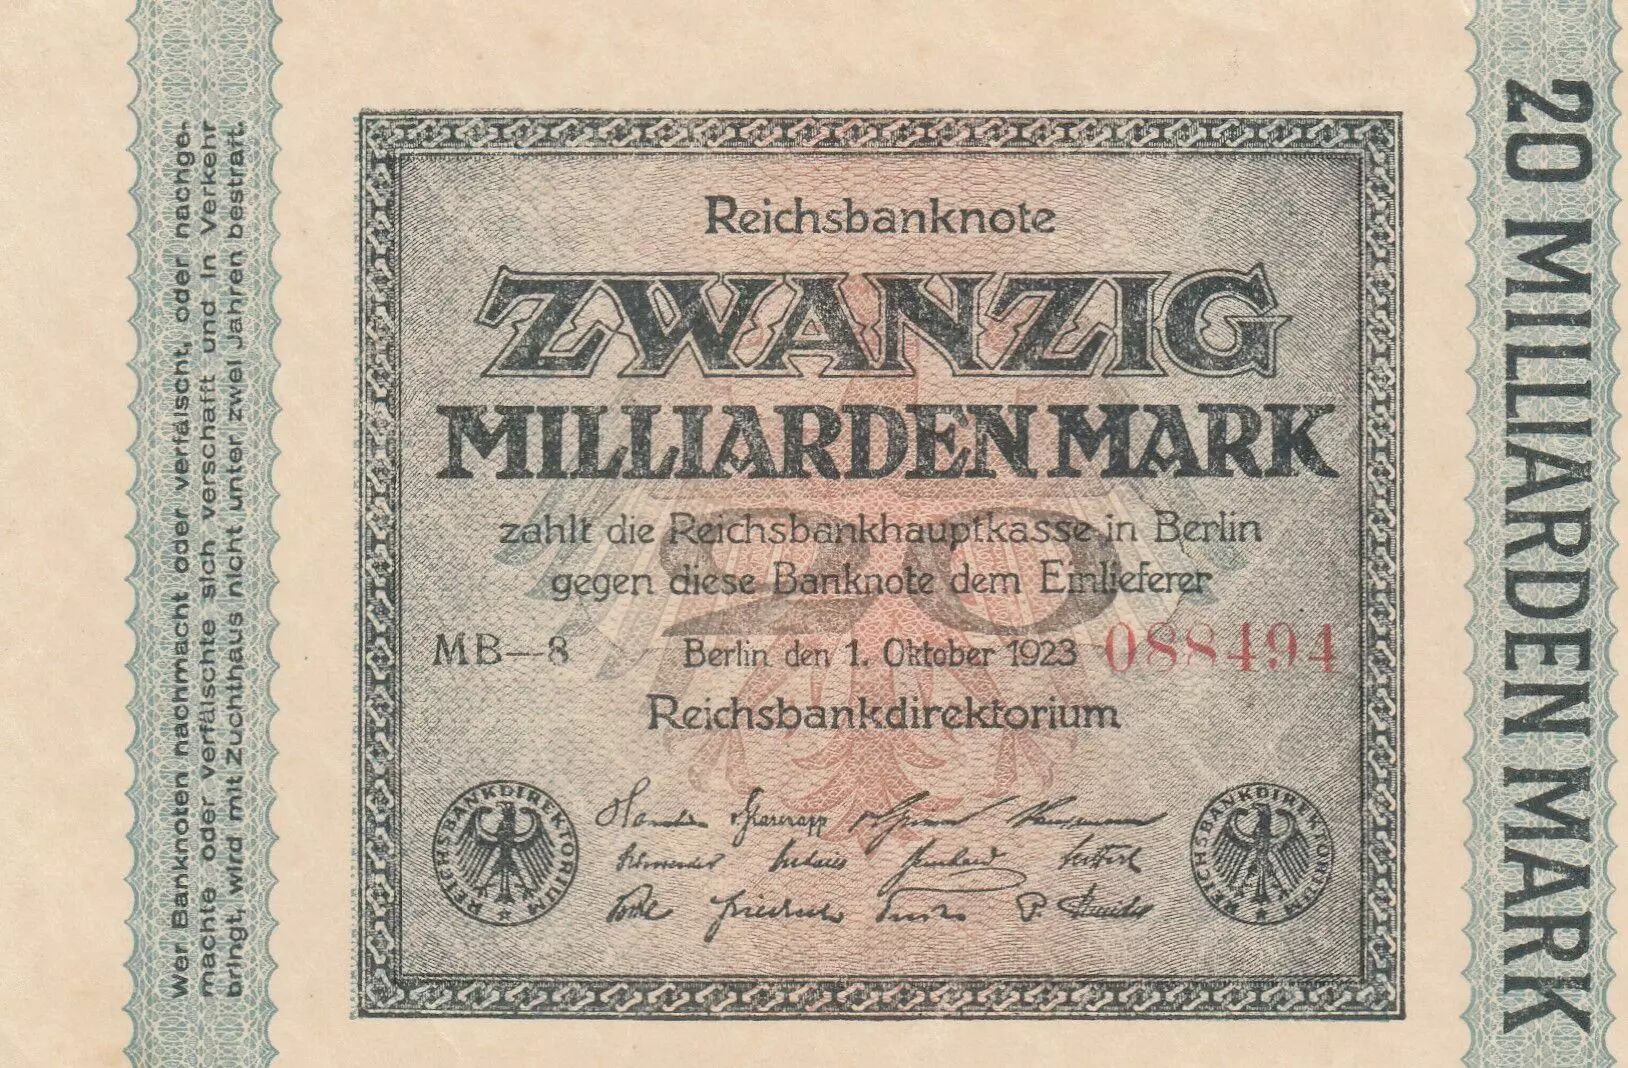 Wer Banknoten nachmacht oder verfälscht, oder nachge-
machte oder verfälschte sich verschafft und in Verkehr
bringt, wird mit Zuchthaus nicht unter zwei Jahren bestraft.
Reichsbanknote
ZWANZIG
MILLIARDEN MARK
20
zahlt die Reichsbankhauptkasse in Berlin
gegen diese Banknote dem Einlieferer
MB—8 Berlin, den 1. Oktober 1923 088494
Reichsbankdirektorium
REICHSBANKDIREKTORIUM
REICHSBANKDIREKTORIUM
20 MILLIARDEN MARK